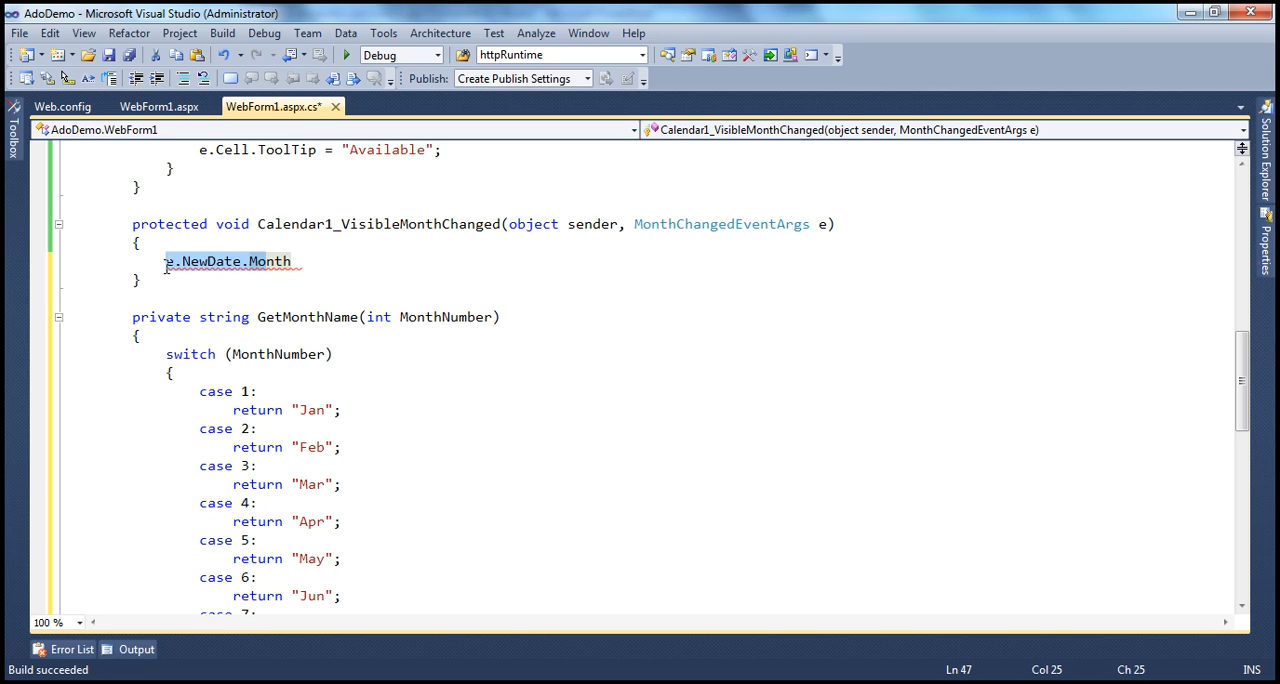 AdoDemo - Microsoft Visual Studio (Administrator)
File Edit View Refactor Project Build Debug Team Data Tools Architecture Test Analyze Window Help
Debug httpRuntime
Publish: Create Publish Settings
Web.config WebForm1.aspx WebForm1.aspx.cs*
AdoDemo.WebForm1 Calendar1_VisibleMonthChanged(object sender, MonthChangedEventArgs e)
Toolbox
Solution Explorer
Properties
e.Cell.ToolTip = "Available";
}
}
protected void Calendar1_VisibleMonthChanged(object sender, MonthChangedEventArgs e)
{
e.NewDate.Month
}
private string GetMonthName(int MonthNumber)
{
switch (MonthNumber)
{
case 1:
return "Jan";
case 2:
return "Feb";
case 3:
return "Mar";
case 4:
return "Apr";
case 5:
return "May";
case 6:
return "Jun";
case 7:
100 %
Error List Output
Build succeeded Ln 47 Col 25 Ch 25 INS